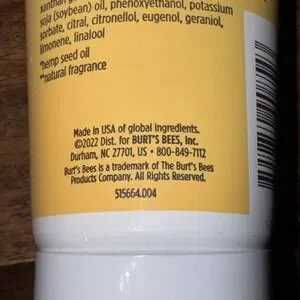 xanthan g
soja (soybean) oil, phenoxyethanol, potassium
sorbate, citral, citronellol, eugenol, geraniol,
limonene, linalool
*hemp seed oil
**natural fragrance
Made in USA of global ingredients.
©2022 Dist. for BURT'S BEES, Inc.
Durham, NC 27701, US • 800-849-7112
Burt's Bees is a trademark of The Burt's Bees
Products Company. All Rights Reserved.
515664.004